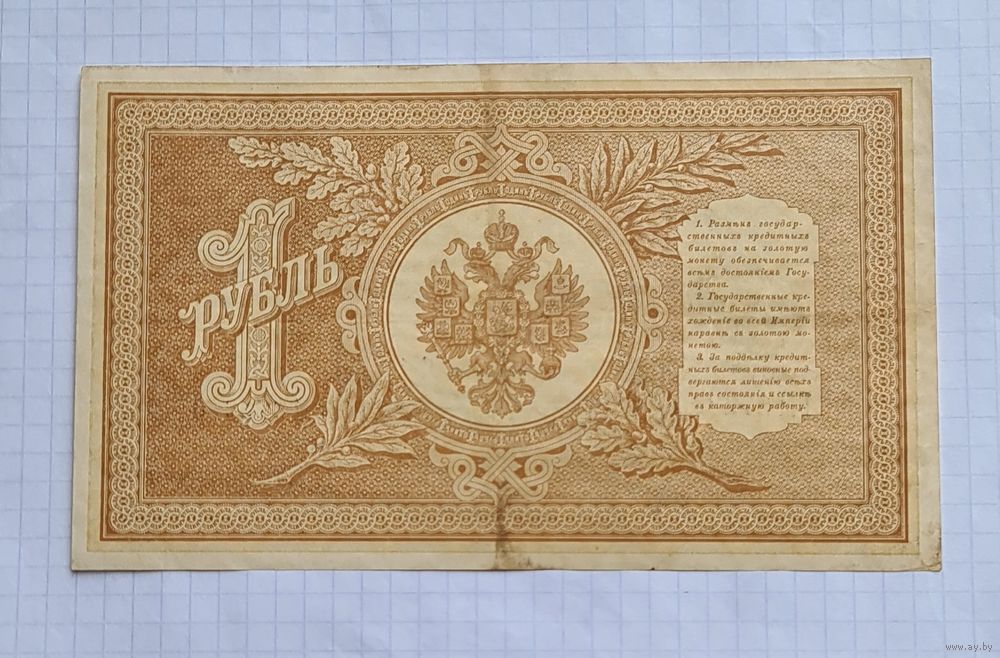 1
РУБЛЬ
1. Размѣнъ государ-
ственныхъ кредитныхъ
билетовъ на золотую
монету обезпечивается
всѣмъ достояніемъ Госу-
дарства.
2. Государственные кре-
дитные билеты имѣютъ
хожденіе во всей Имперіи
наравнѣ съ золотою мо-
нетою.
3. За поддѣлку кредит-
ныхъ билетовъ виновные под-
вергаются лишенію всѣхъ
правъ состоянія и ссылкѣ
въ каторжную работу.
www.ay.by